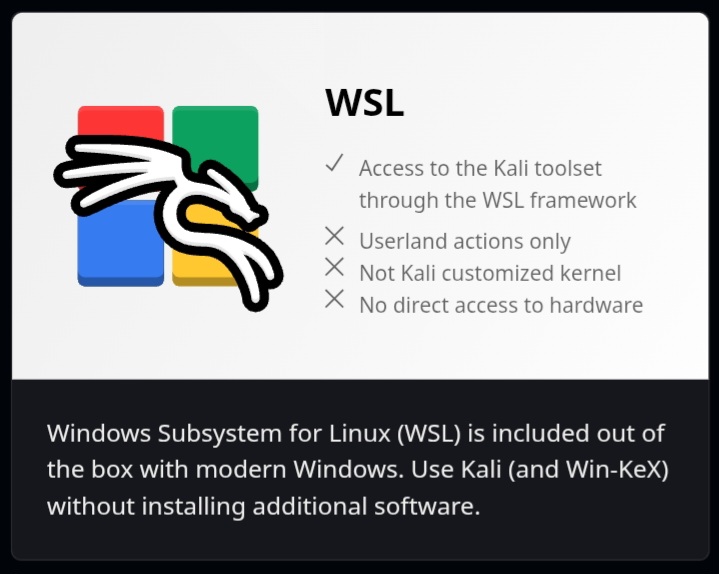 WSL
Access to the Kali toolset
through the WSL framework
Userland actions only
Not Kali customized kernel
No direct access to hardware
Windows Subsystem for Linux (WSL) is included out of
the box with modern Windows. Use Kali (and Win-KeX)
without installing additional software.